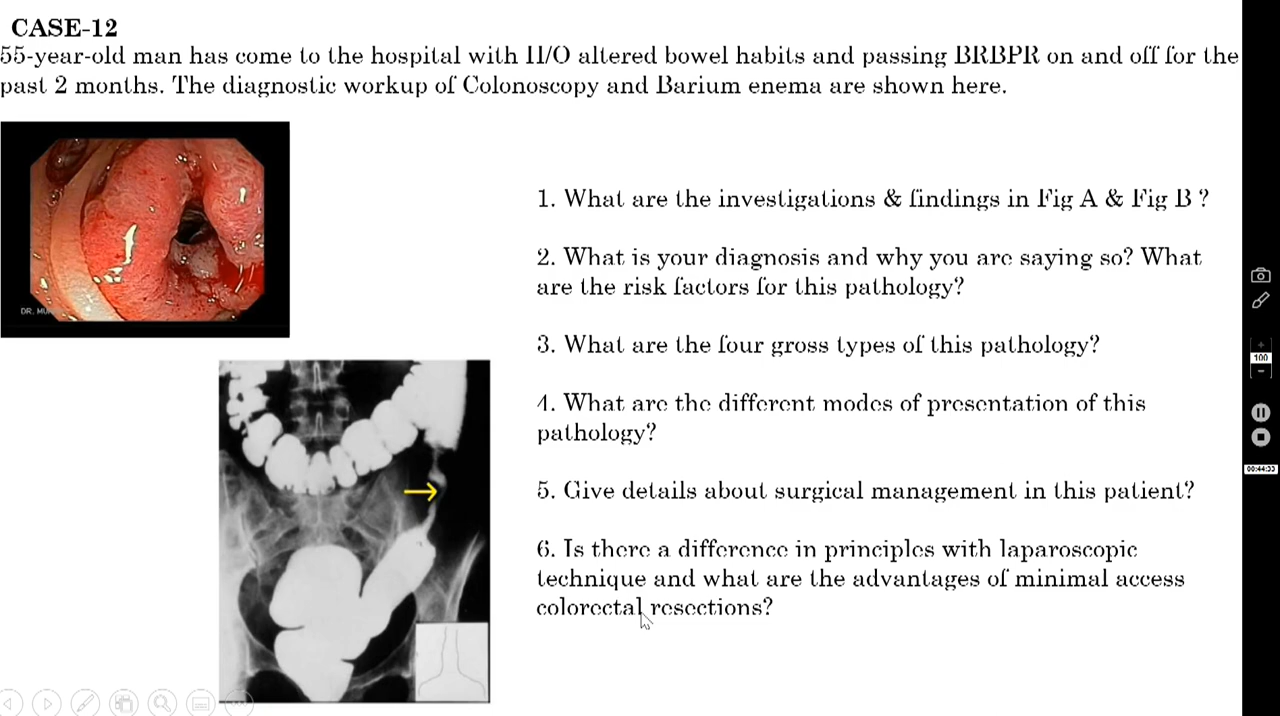 CASE-12
55-year-old man has come to the hospital with H/O altered bowel habits and passing BRBPR on and off for the
past 2 months. The diagnostic workup of Colonoscopy and Barium enema are shown here.
1. What are the investigations & findings in Fig A & Fig B ?
2. What is your diagnosis and why you are saying so? What
are the risk factors for this pathology?
3. What are the four gross types of this pathology?
4. What are the different modes of presentation of this
pathology?
5. Give details about surgical management in this patient?
6. Is there a difference in principles with laparoscopic
technique and what are the advantages of minimal access
colorectal resections?
DR.
100
00:44:33